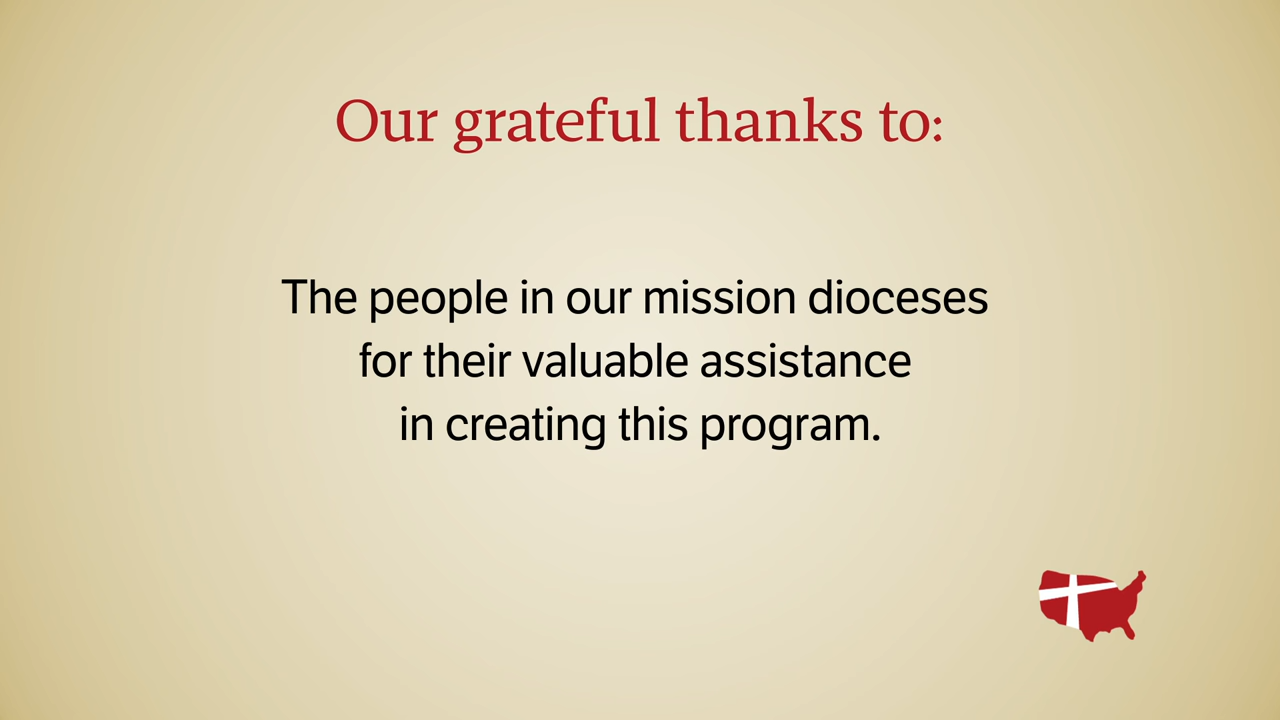 Our grateful thanks to:
The people in our mission dioceses
for their valuable assistance
in creating this program.